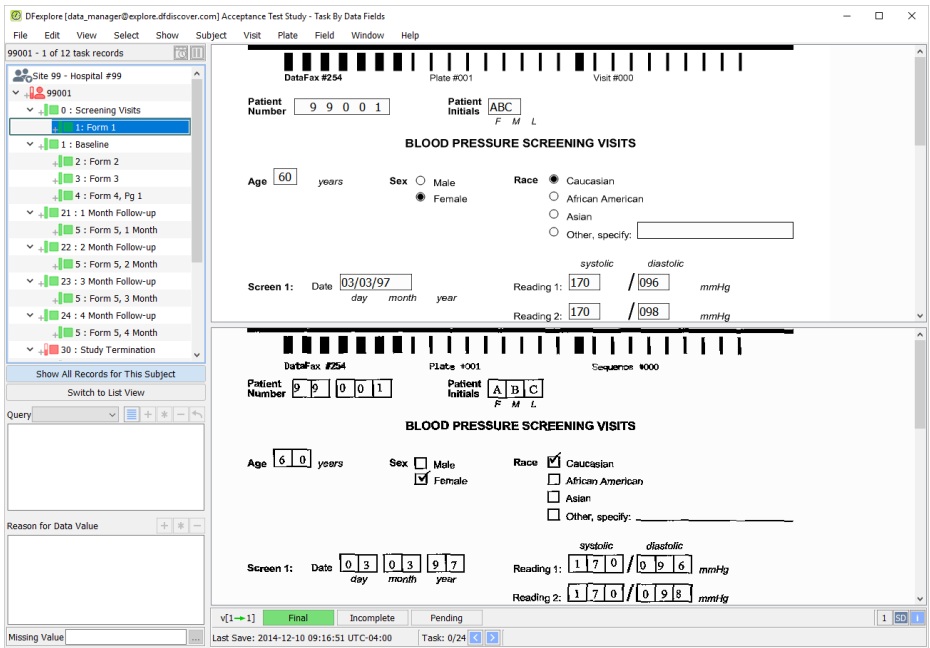 DFexplore [data_manager@explore.dfdiscover.com] Acceptance Test Study - Task By Data Fields
File Edit View Select Show Subject Visit Plate Field Window Help
99001 - 1 of 12 task records
Site 99 - Hospital #99
99001
0 : Screening Visits
1: Form 1
1 : Baseline
2 : Form 2
3 : Form 3
4 : Form 4, Pg 1
21 : 1 Month Follow-up
5 : Form 5, 1 Month
22 : 2 Month Follow-up
5 : Form 5, 2 Month
23 : 3 Month Follow-up
5 : Form 5, 3 Month
24 : 4 Month Follow-up
5 : Form 5, 4 Month
30 : Study Termination
Show All Records for This Subject
Switch to List View
Query
Reason for Data Value
Missing Value ...
DataFax #254 Plate #001 Visit #000
Patient Number 9 9 0 0 1 Patient Initials ABC
F M L
BLOOD PRESSURE SCREENING VISITS
Age 60 years Sex Male Race Caucasian
Female African American
Asian
Other, specify:
systolic diastolic
Screen 1: Date 03/03/97 Reading 1: 170 / 096 mmHg
day month year
Reading 2: 170 / 098 mmHg
DataFax #254 Plate #001 Sequence #000
Patient Number 9 9 0 0 1 Patient Initials A B C
F M L
BLOOD PRESSURE SCREENING VISITS
Age 6 0 years Sex Male Race Caucasian
Female African American
Asian
Other, specify:
systolic diastolic
Screen 1: Date 0 3 0 3 9 7 Reading 1: 1 7 0 / 0 9 6 mmHg
day month year
Reading 2: 1 7 0 / 0 9 8 mmHg
v[1→1] Final Incomplete Pending 1 SD i
Last Save: 2014-12-10 09:16:51 UTC-04:00 Task: 0/24 < >